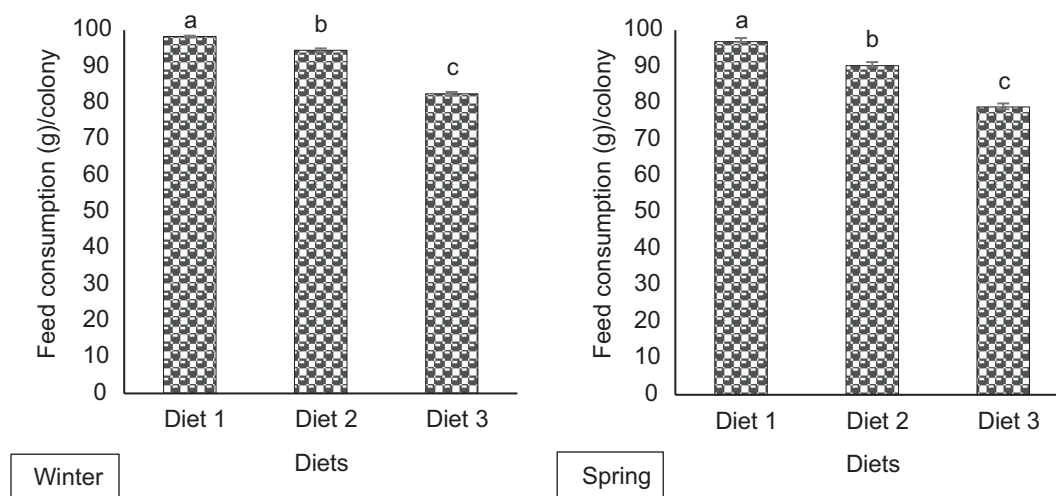 Feed consumption (g)/colony
100
90
80
70
60
50
40
30
20
10
0
a
b
c
Diet 1 Diet 2 Diet 3
Diets
Winter
Feed consumption (g)/colony
100
90
80
70
60
50
40
30
20
10
0
a
b
c
Diet 1 Diet 2 Diet 3
Diets
Spring